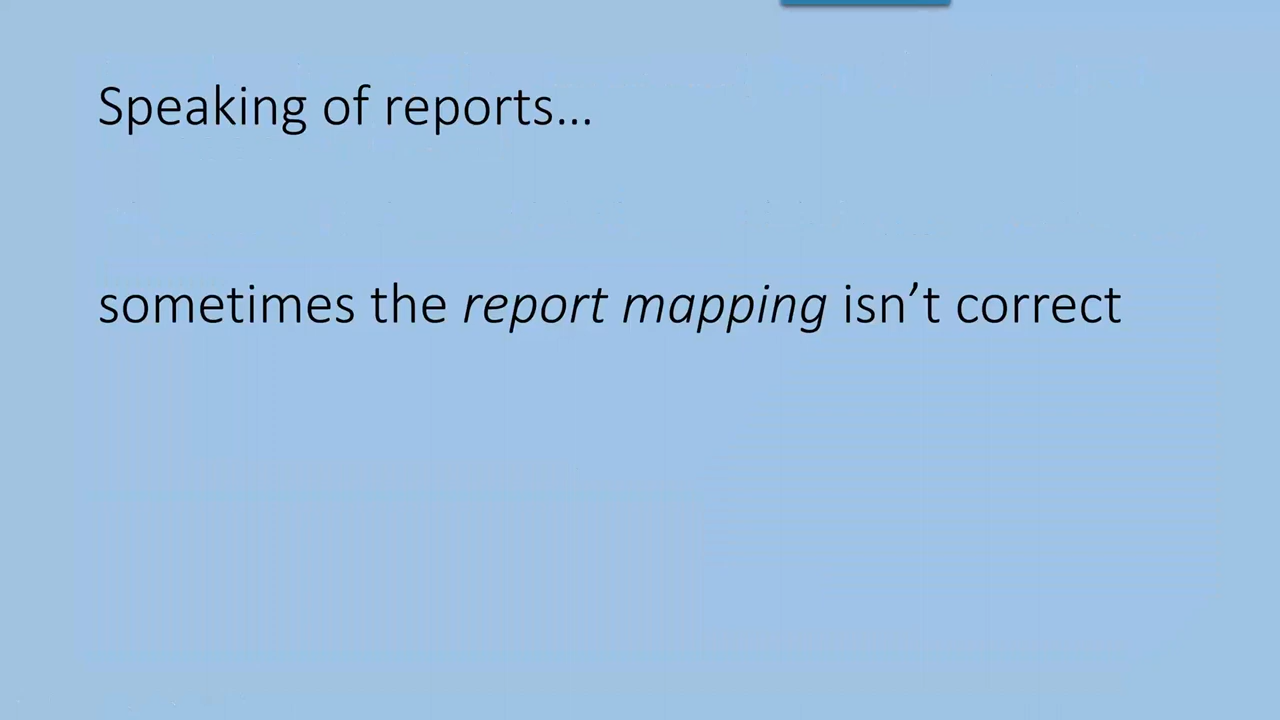 Speaking of reports…
sometimes the report mapping isn’t correct